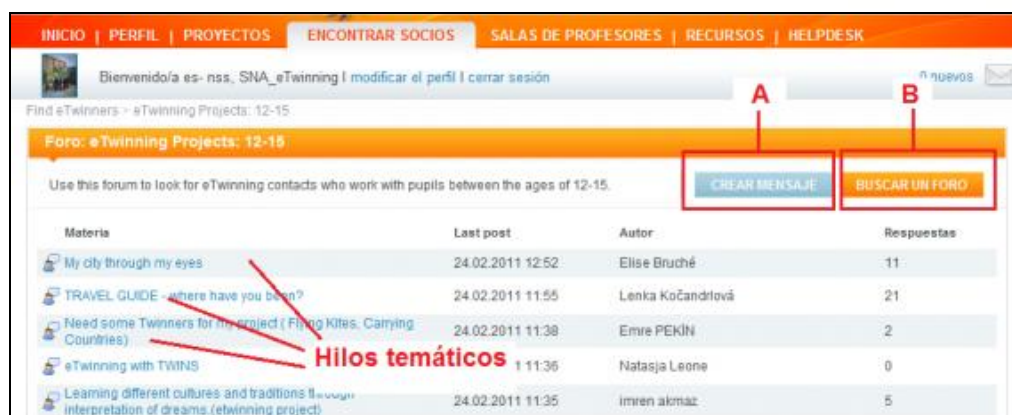 INICIO | PERFIL | PROYECTOS ENCONTRAR SOCIOS SALAS DE PROFESORES | RECURSOS | HELPDESK
Bienvenido/a es- nss, SNA_eTwinning | modificar el perfil | cerrar sesión 0 nuevos
A B
Find eTwinners > eTwinning Projects: 12-15
Foro: eTwinning Projects: 12-15
Use this forum to look for eTwinning contacts who work with pupils between the ages of 12-15. CREAR MENSAJE BUSCAR UN FORO
Materia Last post Autor Respuestas
My city through my eyes 24.02.2011 12:52 Elise Bruché 11
TRAVEL GUIDE - where have you been? 24.02.2011 11:55 Lenka Kočandrlová 21
Need some Twinners for my project ( Flying Kites, Carrying
Countries) 24.02.2011 11:38 Emre PEKİN 2
Hilos temáticos
eTwinning with TWINS 11:36 Natasja Leone 0
Learning different cultures and traditions through
interpretation of dreams.(etwinning project) 24.02.2011 11:35 imren akmaz 5